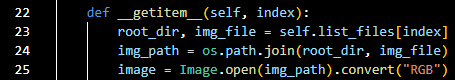 22 def __getitem__(self, index):
23 root_dir, img_file = self.list_files[index]
24 img_path = os.path.join(root_dir, img_file)
25 image = Image.open(img_path).convert("RGB")